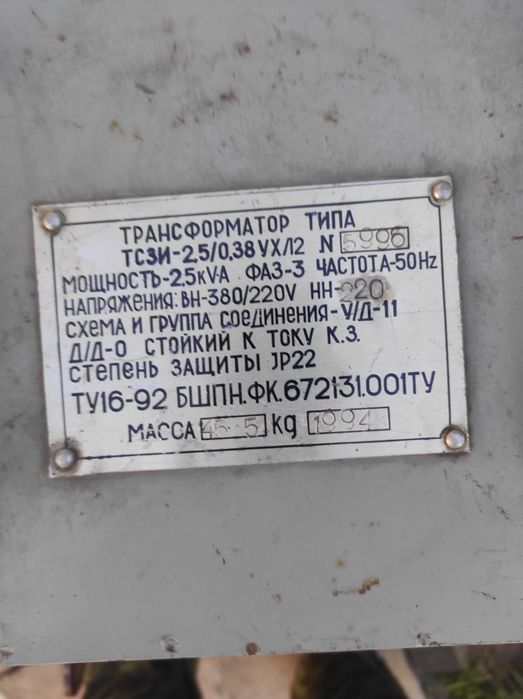 ТРАНСФОРМАТОР ТИПА
ТСЗИ-2,5/0,38 УХЛ2 N 5996
МОЩНОСТЬ-2,5kVA ФАЗ-3 ЧАСТОТА-50Hz
НАПРЯЖЕНИЯ: ВН-380/220V НН-220
СХЕМА И ГРУППА СОЕДИНЕНИЯ-У/Д-11
Д/Д-0 СТОЙКИЙ К ТОКУ К.З.
СТЕПЕНЬ ЗАЩИТЫ JP22
ТУ16-92 БШПН.ФК.672131.001ТУ
МАССА 45.5 kg 1994